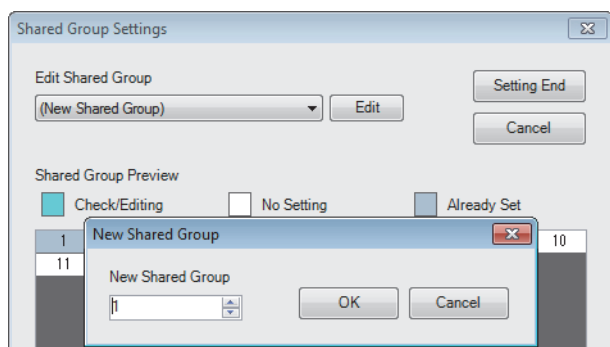 Shared Group Settings
Edit Shared Group
(New Shared Group)
Edit
Setting End
Cancel
Shared Group Preview
Check/Editing
No Setting
Already Set
1
10
11
New Shared Group
New Shared Group
1
OK
Cancel